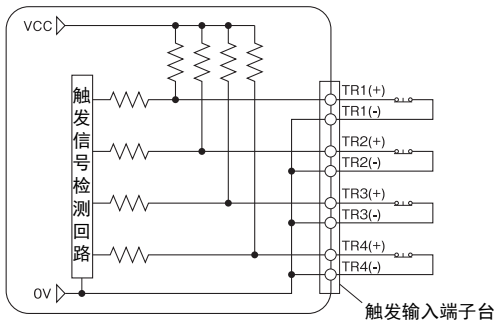 VCC
触发信号检测回路
0V
TR1(+)
TR1(-)
TR2(+)
TR2(-)
TR3(+)
TR3(-)
TR4(+)
TR4(-)
触发输入端子台